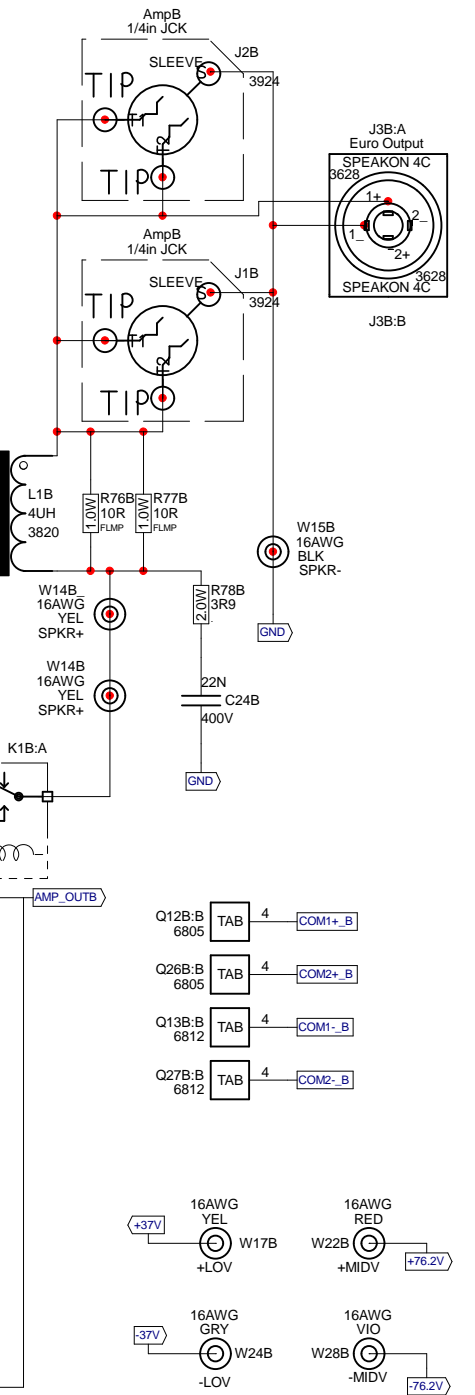 AmpB
1/4in JCK
J2B
SLEEVE
S
3924
TIP
T
T2
TIP
J3B:A
Euro Output
SPEAKON 4C
3628
1+
2_
1_
2+
3628
SPEAKON 4C
J3B:B
AmpB
1/4in JCK
J1B
SLEEVE
S
3924
TIP
T
T2
TIP
L1B
4UH
3820
1.0W
R76B
10R
FLMP
1.0W
R77B
10R
FLMP
W15B
16AWG
BLK
SPKR-
GND
W14B_
16AWG
YEL
SPKR+
2.0W
R78B
3R9
W14B
16AWG
YEL
SPKR+
22N
C24B
400V
GND
K1B:A
AMP_OUTB
Q12B:B
6805
TAB
4
COM1+_B
Q26B:B
6805
TAB
4
COM2+_B
Q13B:B
6812
TAB
4
COM1-_B
Q27B:B
6812
TAB
4
COM2-_B
16AWG
YEL
+37V
W17B
+LOV
16AWG
RED
W22B
+MIDV
+76.2V
16AWG
GRY
-37V
W24B
-LOV
16AWG
VIO
W28B
-MIDV
-76.2V